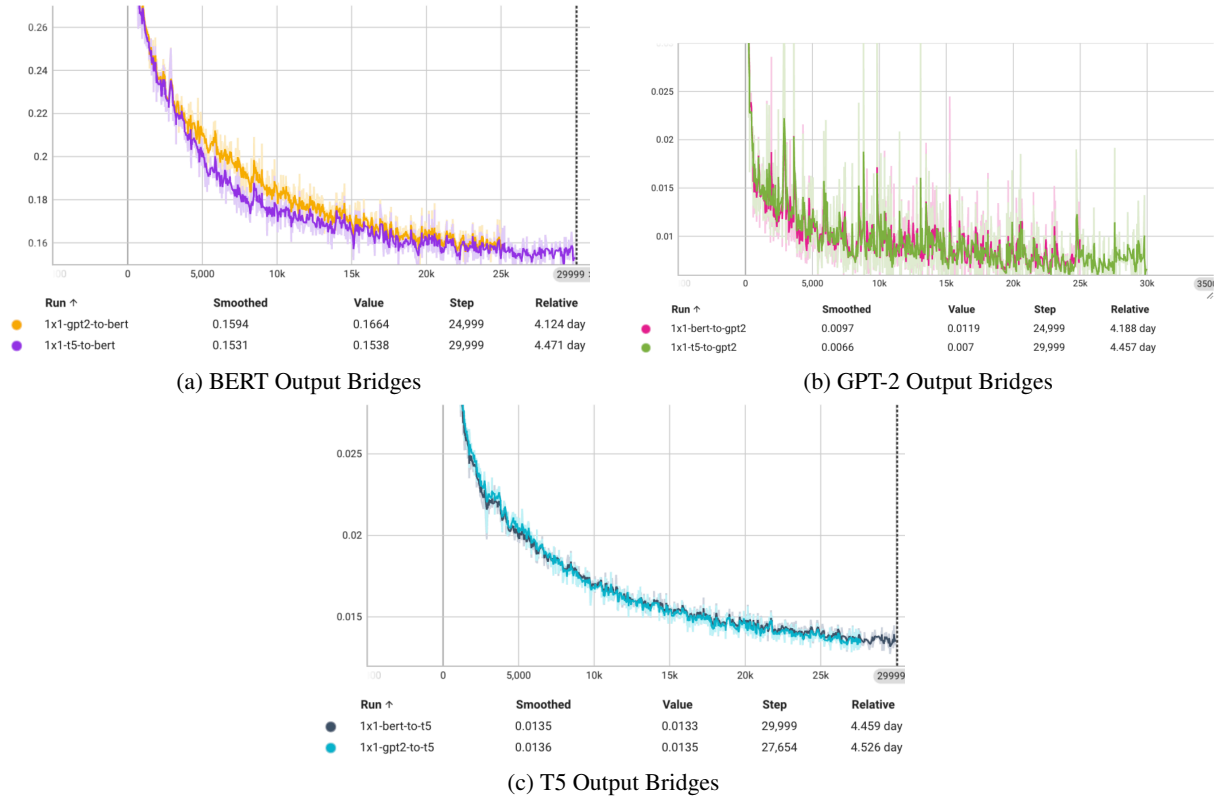 0.26
0.24
0.22
0.2
0.18
0.16
00 0 5,000 10k 15k 20k 25k 29999
Run ↑ Smoothed Value Step Relative
1x1-gpt2-to-bert 0.1594 0.1664 24,999 4.124 day
1x1-t5-to-bert 0.1531 0.1538 29,999 4.471 day
(a) BERT Output Bridges
0.025
0.02
0.015
0.01
00 0 5,000 10k 15k 20k 25k 30k 3500
Run ↑ Smoothed Value Step Relative
1x1-bert-to-gpt2 0.0097 0.0119 24,999 4.188 day
1x1-t5-to-gpt2 0.0066 0.007 29,999 4.457 day
(b) GPT-2 Output Bridges
0.025
0.02
0.015
00 0 5,000 10k 15k 20k 25k 29999
Run ↑ Smoothed Value Step Relative
1x1-bert-to-t5 0.0135 0.0133 29,999 4.459 day
1x1-gpt2-to-t5 0.0136 0.0135 27,654 4.526 day
(c) T5 Output Bridges